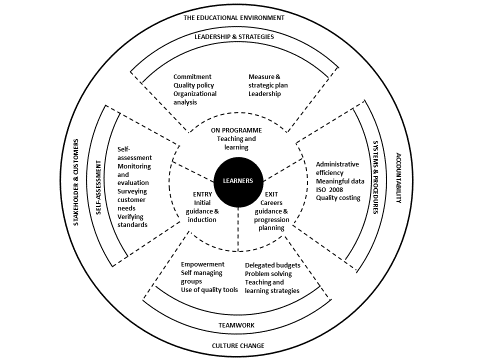 THE EDUCATIONAL ENVIRONMENT
LEADERSHIP & STRATEGIES
Commitment
Quality policy
Organizational
analysis
Measure &
strategic plan
Leadership
ON PROGRAMME
Teaching and
learning
STAKEHOLDER & CUSTOMERS
SELF-ASSESSMENT
Self-
assessment
Monitoring
and
evaluation
Surveying
customer
needs
Verifying
standards
LEARNERS
ENTRY
Initial
guidance &
induction
EXIT
Careers
guidance &
progression
planning
Administrative
efficiency
Meaningful data
ISO 2008
Quality costing
SYSTEMS & PROCEDURES
ACCOUNTABILITY
Empowerment
Self managing
groups
Use of quality tools
Delegated budgets
Problem solving
Teaching and
learning strategies
TEAMWORK
CULTURE CHANGE